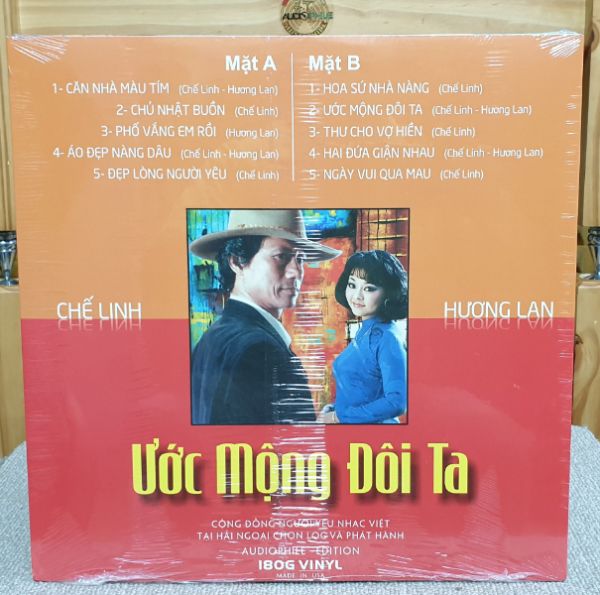 AUDIOPHILE
Mặt A
1- CĂN NHÀ MÀU TÍM (Chế Linh - Hương Lan)
2- CHỦ NHẬT BUỒN (Chế Linh)
3- PHỐ VẮNG EM RỒI (Hương Lan)
4- ÁO ĐẸP NÀNG DÂU (Chế Linh - Hương Lan)
5- ĐẸP LÒNG NGƯỜI YÊU (Chế Linh)
Mặt B
1- HOA SỨ NHÀ NÀNG (Chế Linh)
2- ƯỚC MỘNG ĐÔI TA (Chế Linh - Hường Lan)
3- THƯ CHO VỢ HIỀN (Chế Linh)
4- HAI ĐỨA GIẬN NHAU (Chế Linh - Hương Lan)
5- NGÀY VUI QUA MAU (Chế Linh)
CHẾ LINH
HƯƠNG LAN
Ước Mộng Đôi Ta
CỘNG ĐỒNG NGƯỜI YÊU NHẠC VIỆT
TẠI HẢI NGOẠI CHỌN LỌC VÀ PHÁT HÀNH
AUDIOPHILE - EDITION
180G VINYL
MADE IN USA